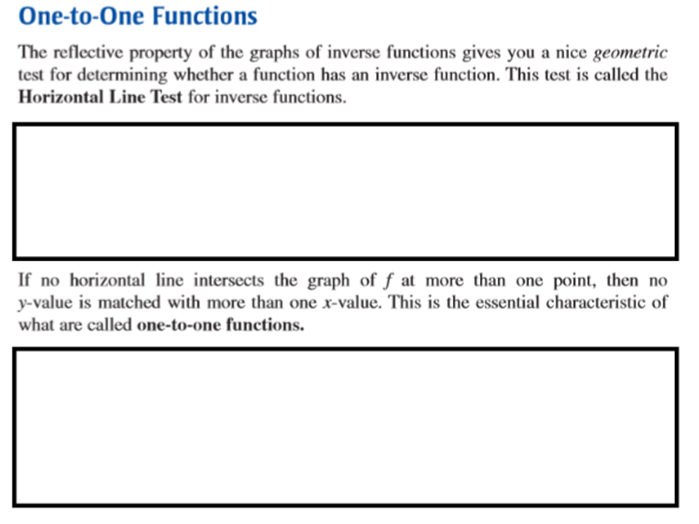 One-to-One Functions
The reflective property of the graphs of inverse functions gives you a nice geometric
test for determining whether a function has an inverse function. This test is called the
Horizontal Line Test for inverse functions.
If no horizontal line intersects the graph of f at more than one point, then no
y-value is matched with more than one x-value. This is the essential characteristic of
what are called one-to-one functions.